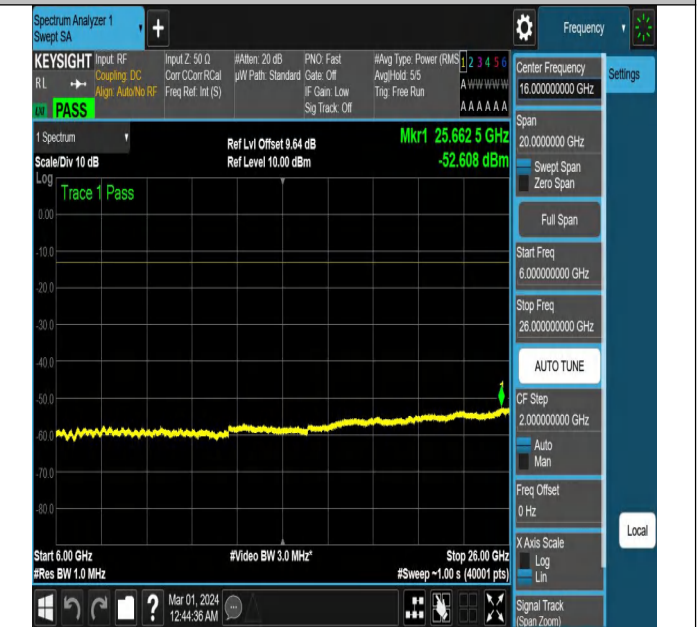 Spectrum Analyzer 1
Swept SA
+
Frequency
KEYSIGHT
Input: RF
Coupling: DC
Align: Auto/No RF
Input Z: 50 Ω
Corr CCorr RCal
Freq Ref: Int (S)
#Atten: 20 dB
µW Path: Standard
PNO: Fast
Gate: Off
IF Gain: Low
Sig Track: Off
#Avg Type: Power (RMS
Avg|Hold: 5/5
Trig: Free Run
1 2 3 4 5 6
A W W W W W
A A A A A A
R L
PASS
1 Spectrum
Scale/Div 10 dB
Ref Lvl Offset 9.64 dB
Ref Level 10.00 dBm
Mkr1 25.662 5 GHz
-52.608 dBm
Log
Trace 1 Pass
0.00
-10.0
-20.0
-30.0
-40.0
-50.0
-60.0
-70.0
-80.0
1
Start 6.00 GHz
#Res BW 1.0 MHz
#Video BW 3.0 MHz*
Stop 26.00 GHz
#Sweep ~1.00 s (40001 pts)
Center Frequency
16.000000000 GHz
Settings
Span
20.0000000 GHz
Swept Span
Zero Span
Full Span
Start Freq
6.000000000 GHz
Stop Freq
26.000000000 GHz
AUTO TUNE
CF Step
2.000000000 GHz
Auto
Man
Freq Offset
0 Hz
X Axis Scale
Log
Lin
Local
Signal Track
(Span Zoom)
?
Mar 01, 2024
12:44:36 AM